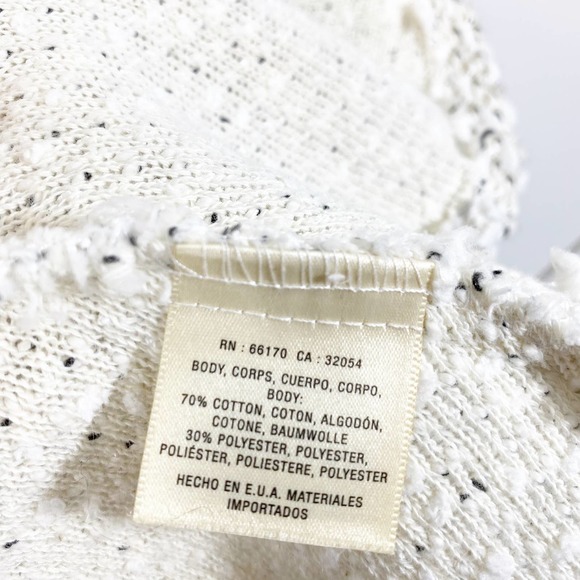 RN : 66170 CA : 32054
BODY, CORPS, CUERPO, CORPO,
BODY:
70% COTTON, COTON, ALGODÓN,
COTONE, BAUMWOLLE
30% POLYESTER, POLYESTER,
POLIÉSTER, POLIESTERE, POLYESTER
HECHO EN E.U.A. MATERIALES
IMPORTADOS